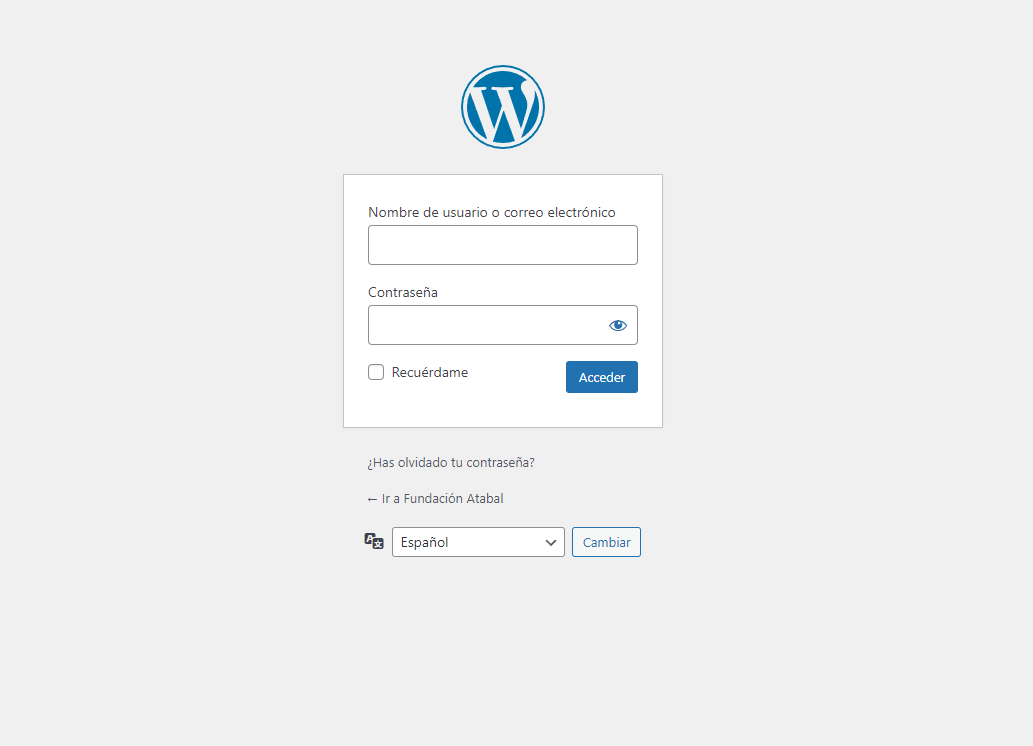 Nombre de usuario o correo electrónico
Contraseña
Recuérdame
Acceder
¿Has olvidado tu contraseña?
← Ir a Fundación Atabal
Español
Cambiar